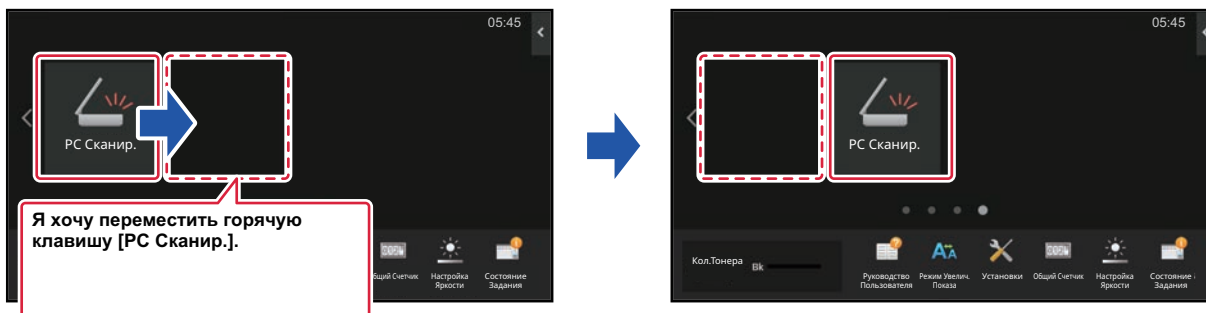 05:45
PC Сканир.
Я хочу переместить горячую
клавишу [PC Сканир.].
бщий Счетчик
Настройка
Яркости
Состояние
Задания
05:45
PC Сканир.
Кол.Тонера
Bk
Руководство
Пользователя
Режим Увелич.
Показа
Установки
Общий Счетчик
Настройка
Яркости
Состояние
Задания